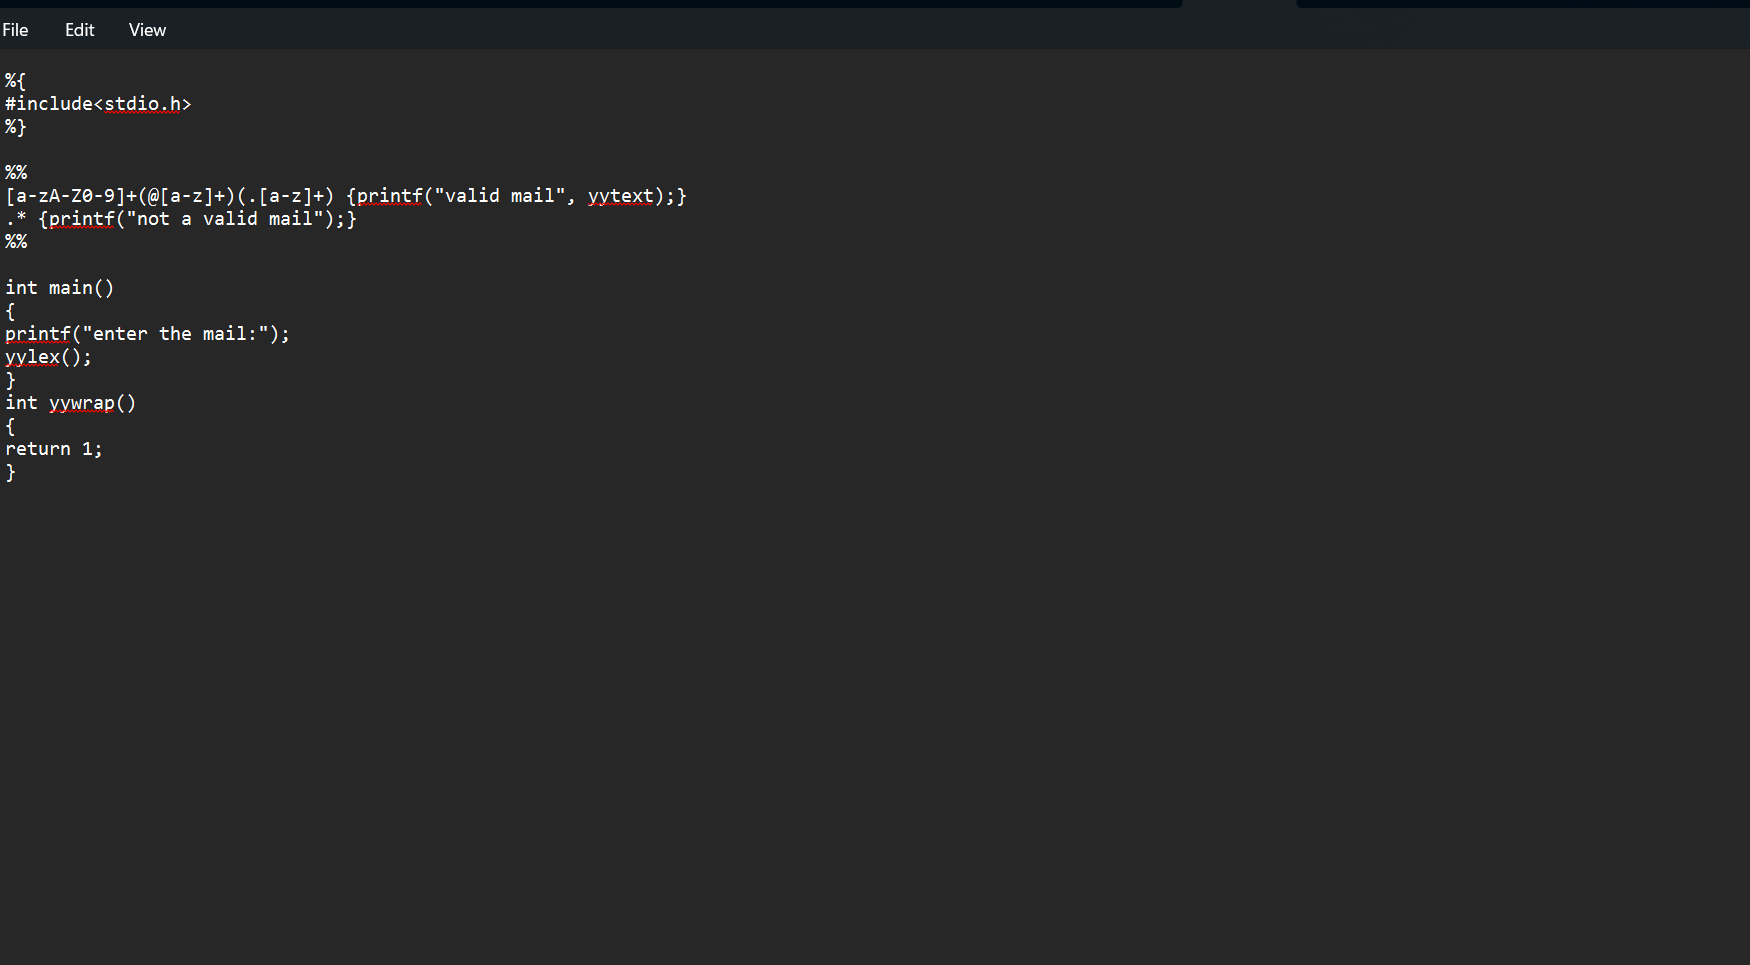 File Edit View
%{
#include<stdio.h>
%}
%%
[a-zA-Z0-9]+(@[a-z]+)(.[a-z]+) {printf("valid mail", yytext);}
.* {printf("not a valid mail");}
%%
int main()
{
printf("enter the mail:");
yylex();
}
int yywrap()
{
return 1;
}